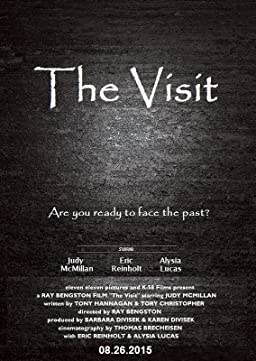 The Visit
Are you ready to face the past?
STARRING
Judy McMillan
Eric Reinholt
Alysia Lucas
eleven eleven pictures and K-58 Films present
a RAY BENGSTON FILM "The Visit" starring JUDY MCMILLAN
written by TONY HANNAGAN & TORY CHRISTOPHER
directed by RAY BENGSTON
produced by BARBARA DIVISEK & KAREN DIVISEK
cinematography by THOMAS BRECHEISEN
with ERIC REINHOLT & ALYSIA LUCAS
08.26.2015